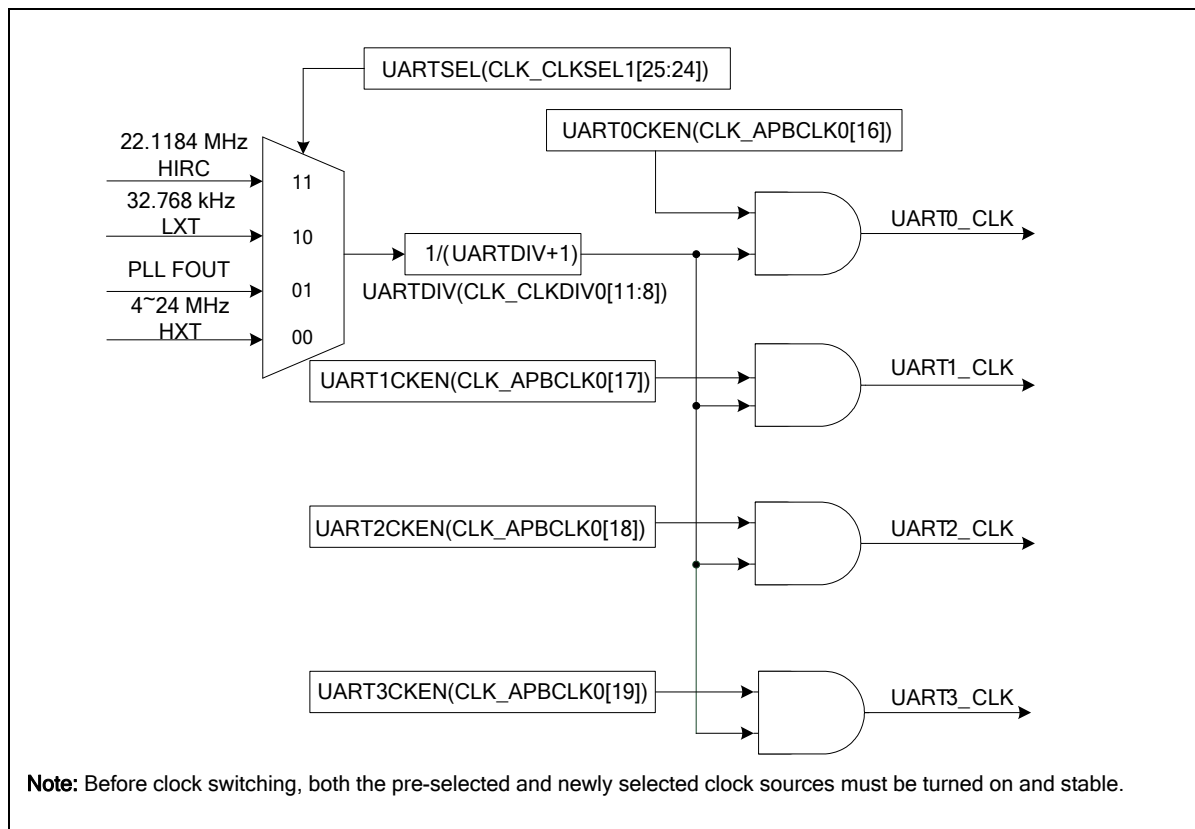 UARTSEL(CLK_CLKSEL1[25:24])
UART0CKEN(CLK_APBCLK0[16])
22.1184 MHz
HIRC
11
32.768 kHz
LXT
10
PLL FOUT
01
4~24 MHz
HXT
00
1/(UARTDIV+1)
UARTDIV(CLK_CLKDIV0[11:8])
UART0_CLK
UART1CKEN(CLK_APBCLK0[17])
UART1_CLK
UART2CKEN(CLK_APBCLK0[18])
UART2_CLK
UART3CKEN(CLK_APBCLK0[19])
UART3_CLK
Note: Before clock switching, both the pre-selected and newly selected clock sources must be turned on and stable.